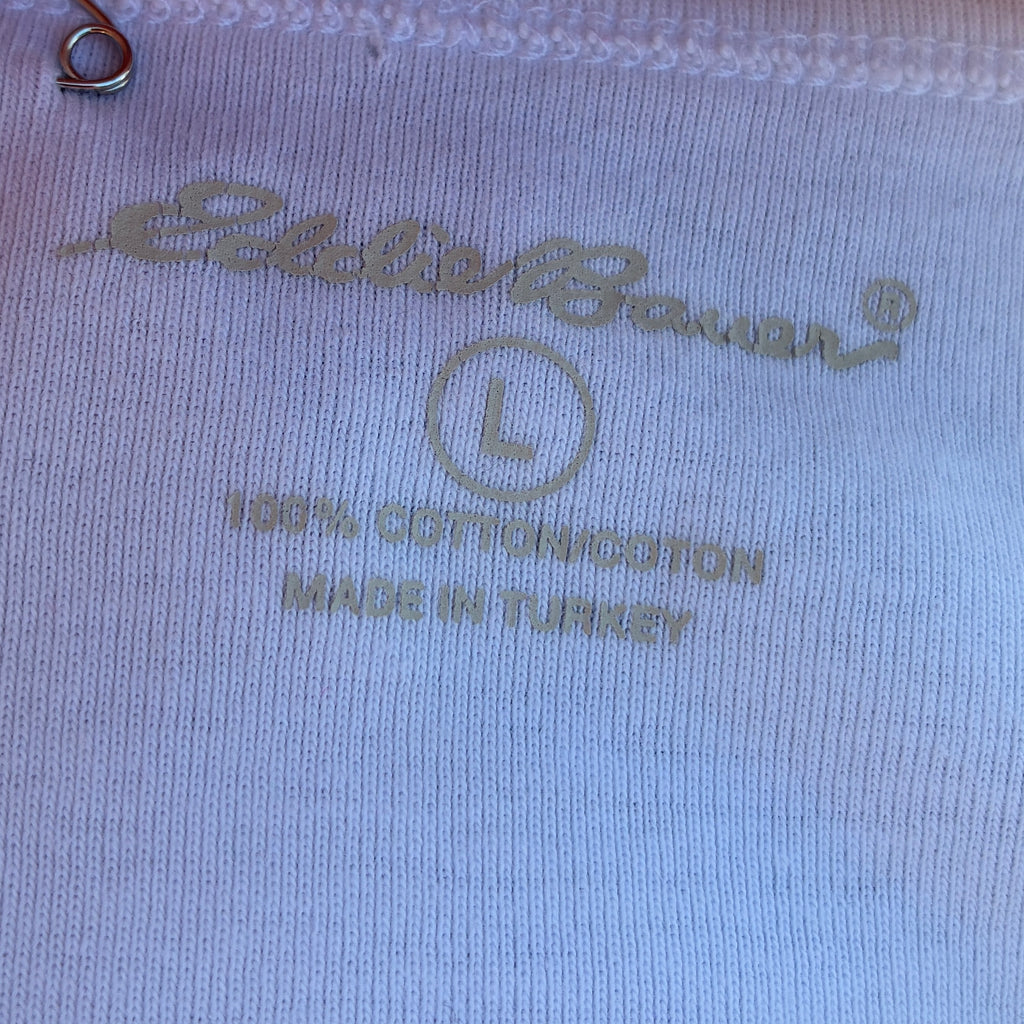 Eddie Bauer®
L
100% COTTON/COTON
MADE IN TURKEY